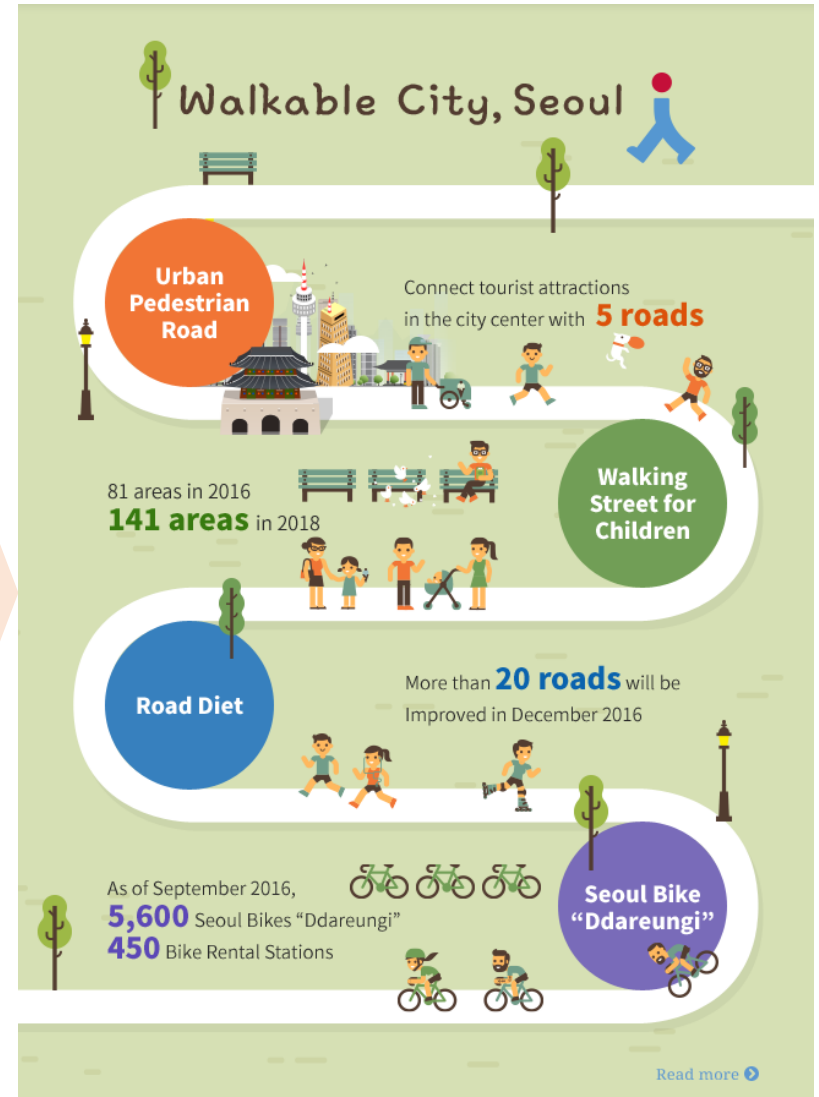 Walkable City, Seoul
Urban
Pedestrian
Road
Connect tourist attractions
in the city center with 5 roads
Walking
Street for
Children
81 areas in 2016
141 areas in 2018
Road Diet
More than 20 roads will be
Improved in December 2016
Seoul Bike
“Ddareungi”
As of September 2016,
5,600 Seoul Bikes “Ddareungi”
450 Bike Rental Stations
Read more